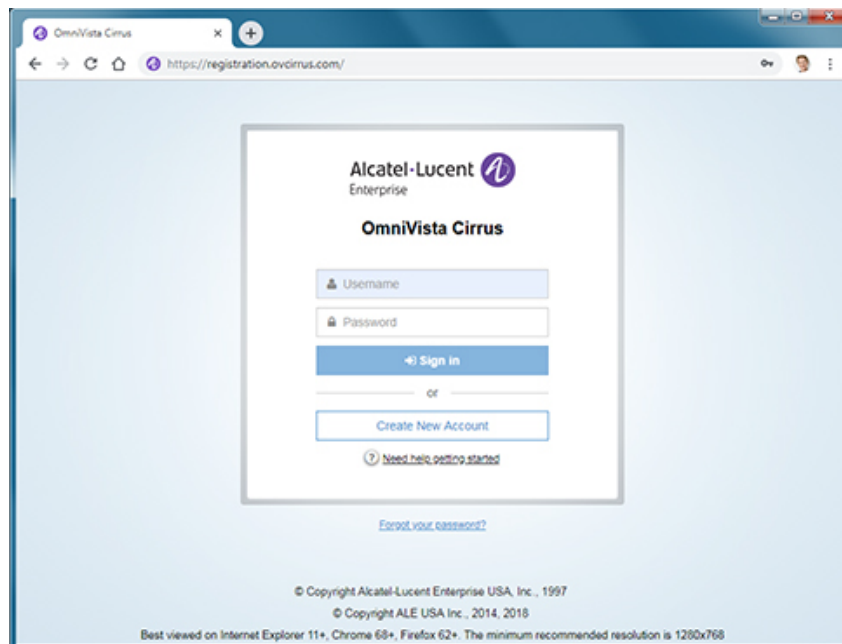 OmniVista Cirrus
https://registration.ovcirrus.com/
Alcatel·Lucent
Enterprise
OmniVista Cirrus
Username
Password
Sign in
or
Create New Account
? Need help getting started
Forgot your password?
© Copyright Alcatel-Lucent Enterprise USA, Inc., 1997
© Copyright ALE USA Inc., 2014, 2018
Best viewed on Internet Explorer 11+, Chrome 68+, Firefox 62+. The minimum recommended resolution is 1280x768